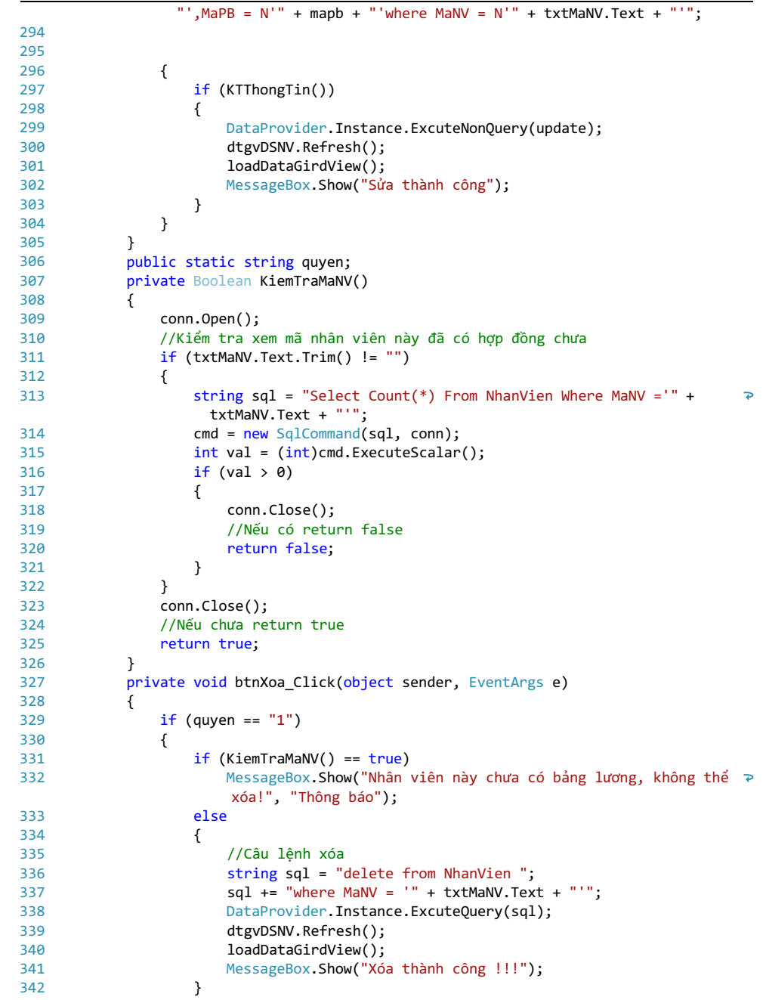 "',MaPB = N'" + mapb + "'where MaNV = N'" + txtMaNV.Text + "'";
294
295
296 {
297 if (KTThongTin())
298 {
299 DataProvider.Instance.ExcuteNonQuery(update);
300 dtgvDSNV.Refresh();
301 loadDataGirdView();
302 MessageBox.Show("Sửa thành công");
303 }
304 }
305 }
306 public static string quyen;
307 private Boolean KiemTraMaNV()
308 {
309 conn.Open();
310 //Kiểm tra xem mã nhân viên này đã có hợp đồng chưa
311 if (txtMaNV.Text.Trim() != "")
312 {
313 string sql = "Select Count(*) From NhanVien Where MaNV ='" +
txtMaNV.Text + "'";
314 cmd = new SqlCommand(sql, conn);
315 int val = (int)cmd.ExecuteScalar();
316 if (val > 0)
317 {
318 conn.Close();
319 //Nếu có return false
320 return false;
321 }
322 }
323 conn.Close();
324 //Nếu chưa return true
325 return true;
326 }
327 private void btnXoa_Click(object sender, EventArgs e)
328 {
329 if (quyen == "1")
330 {
331 if (KiemTraMaNV() == true)
332 MessageBox.Show("Nhân viên này chưa có bảng lương, không thể
xóa!", "Thông báo");
333 else
334 {
335 //Câu lệnh xóa
336 string sql = "delete from NhanVien ";
337 sql += "where MaNV = '" + txtMaNV.Text + "'";
338 DataProvider.Instance.ExcuteQuery(sql);
339 dtgvDSNV.Refresh();
340 loadDataGirdView();
341 MessageBox.Show("Xóa thành công !!!");
342 }